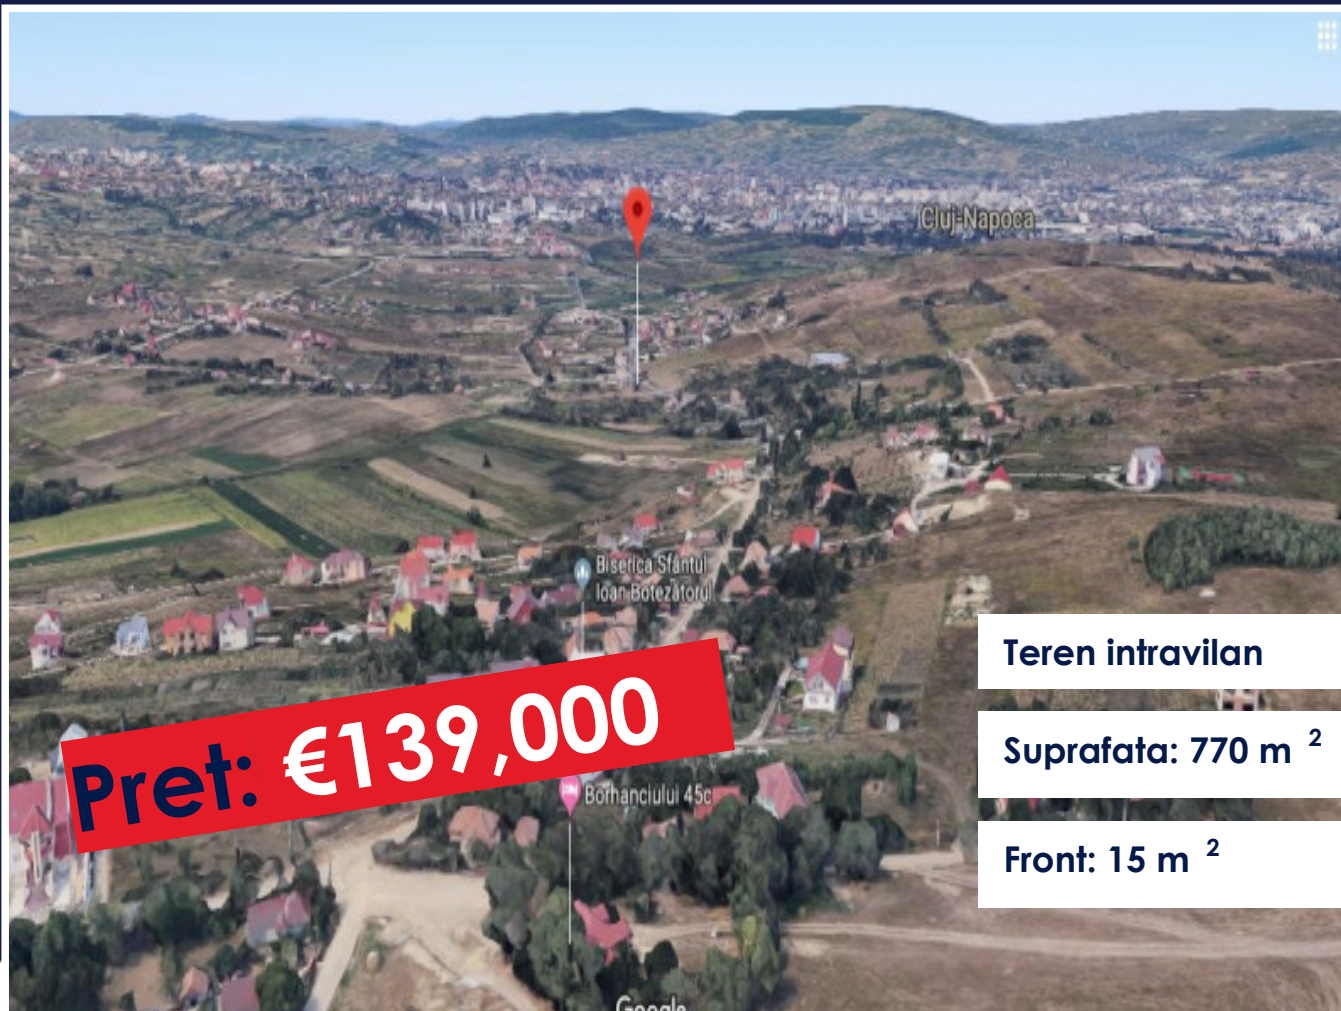 Cluj-Napoca
Biserica Sfântul
Ioan Botezătorul
Teren intravilan
Pret: €139,000
Suprafata: 770 m ²
Borhanciului 45c
Front: 15 m ²
Google